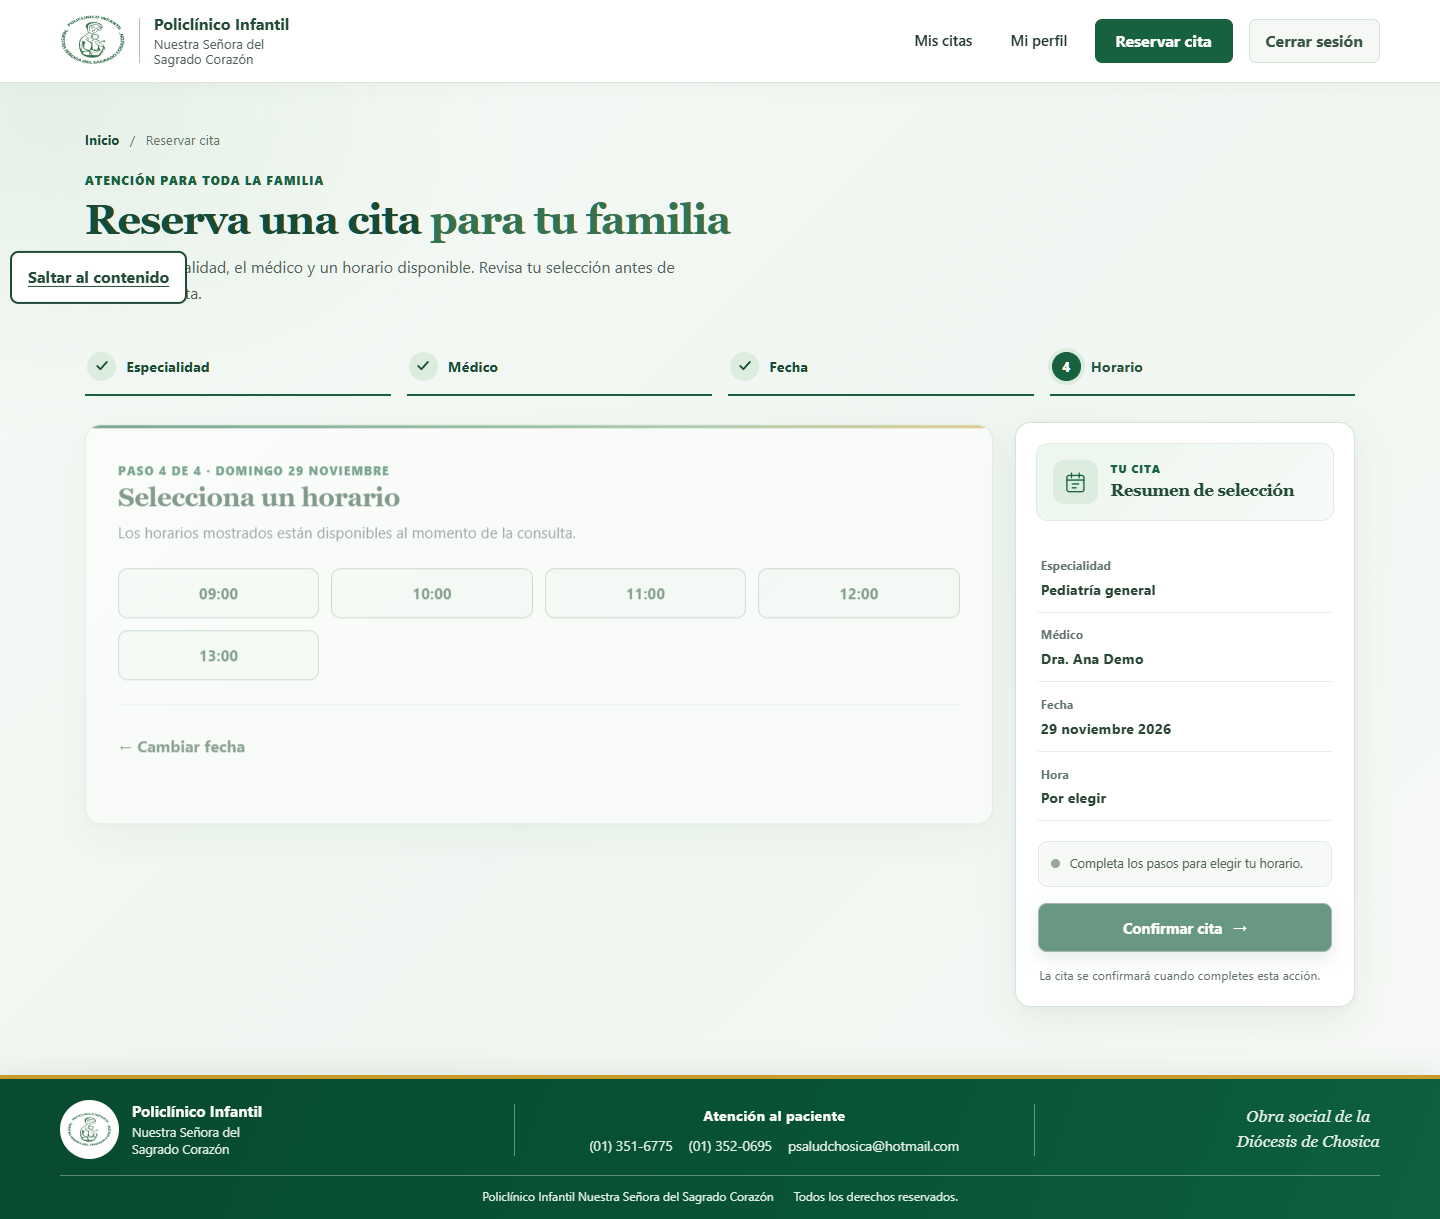 Policlínico Infantil
Nuestra Señora del
Sagrado Corazón
Mis citas
Mi perfil
Reservar cita
Cerrar sesión
Inicio / Reservar cita
ATENCIÓN PARA TODA LA FAMILIA
Reserva una cita para tu familia
alidad, el médico y un horario disponible. Revisa tu selección antes de
Saltar al contenido
ta.
Especialidad
Médico
Fecha
4 Horario
PASO 4 DE 4 · DOMINGO 29 NOVIEMBRE
Selecciona un horario
Los horarios mostrados están disponibles al momento de la consulta.
09:00
10:00
11:00
12:00
13:00
← Cambiar fecha
TU CITA
Resumen de selección
Especialidad
Pediatría general
Médico
Dra. Ana Demo
Fecha
29 noviembre 2026
Hora
Por elegir
Completa los pasos para elegir tu horario.
Confirmar cita →
La cita se confirmará cuando completes esta acción.
Policlínico Infantil
Nuestra Señora del
Sagrado Corazón
Atención al paciente
(01) 351-6775 (01) 352-0695 psaludchosica@hotmail.com
Obra social de la
Diócesis de Chosica
Policlínico Infantil Nuestra Señora del Sagrado Corazón Todos los derechos reservados.